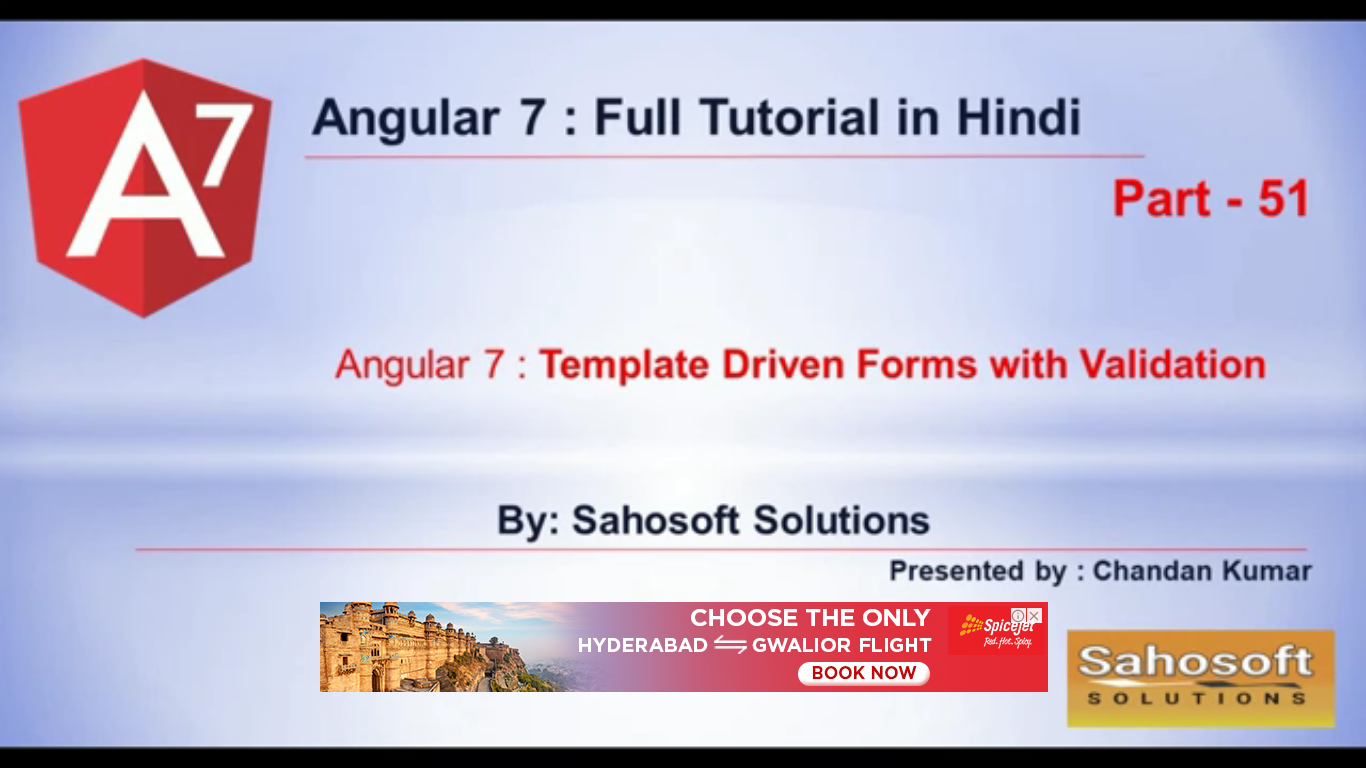 A7
Angular 7 : Full Tutorial in Hindi
Part - 51
Angular 7 : Template Driven Forms with Validation
By: Sahosoft Solutions
Presented by : Chandan Kumar
CHOOSE THE ONLY
HYDERABAD ⇋ GWALIOR FLIGHT
BOOK NOW
Spicejet
Red. Hot. Spicy.
Sahosoft
SOLUTIONS